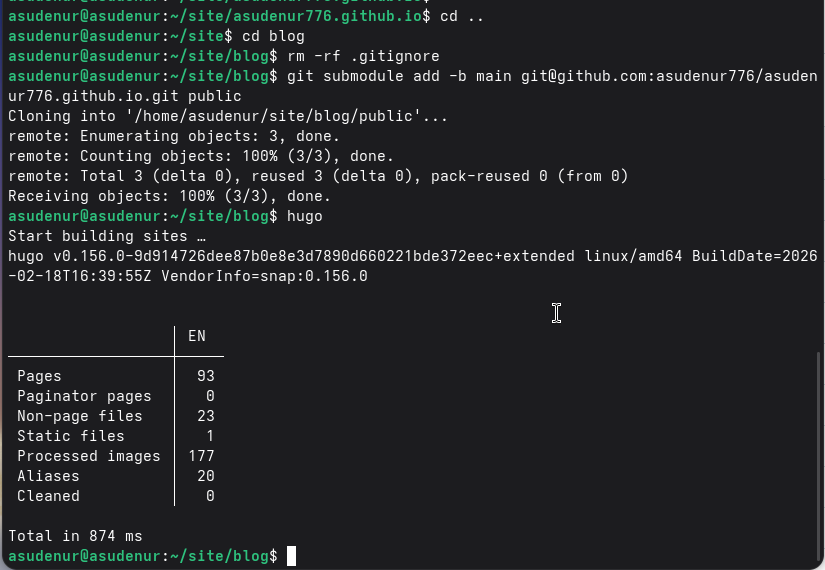 asudenur@asudenur:~/site/asudenur776.github.io$ cd ..
asudenur@asudenur:~/site$ cd blog
asudenur@asudenur:~/site/blog$ rm -rf .gitignore
asudenur@asudenur:~/site/blog$ git submodule add -b main git@github.com:asudenur776/asuden
ur776.github.io.git public
Cloning into '/home/asudenur/site/blog/public'...
remote: Enumerating objects: 3, done.
remote: Counting objects: 100% (3/3), done.
remote: Total 3 (delta 0), reused 3 (delta 0), pack-reused 0 (from 0)
Receiving objects: 100% (3/3), done.
asudenur@asudenur:~/site/blog$ hugo
Start building sites …
hugo v0.156.0-9d914726dee87b0e8e3d7890d660221bde372eec+extended linux/amd64 BuildDate=2026
-02-18T16:39:55Z VendorInfo=snap:0.156.0
EN
Pages 93
Paginator pages 0
Non-page files 23
Static files 1
Processed images 177
Aliases 20
Cleaned 0
Total in 874 ms
asudenur@asudenur:~/site/blog$